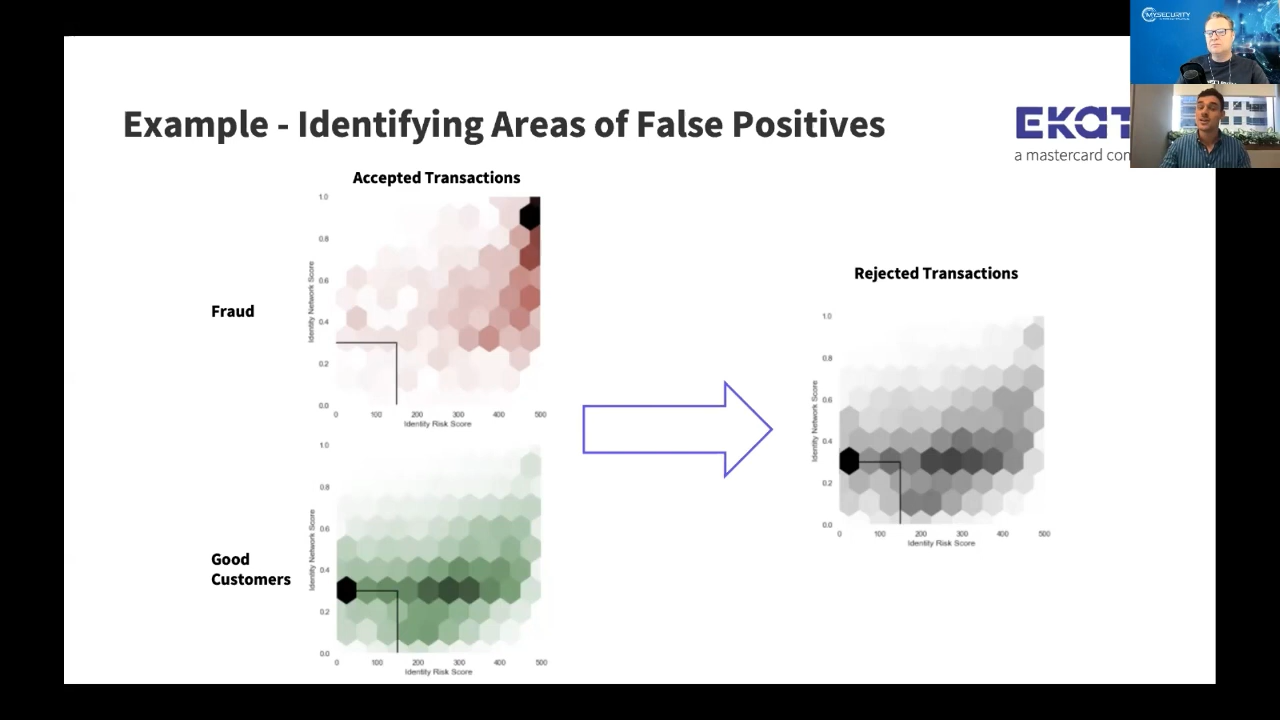 MYSECURITY
Example - Identifying Areas of False Positives
EKAT
a mastercard com
Accepted Transactions
Fraud
1.0
0.8
0.6
0.4
0.2
0.0
Identity Network Score
0
100
200
300
400
500
Identity Risk Score
Good
Customers
1.0
0.8
0.6
0.4
0.2
0.0
Identity Network Score
0
100
200
300
400
500
Identity Risk Score
Rejected Transactions
1.0
0.8
0.6
0.4
0.2
0.0
Identity Network Score
0
100
200
300
400
500
Identity Risk Score